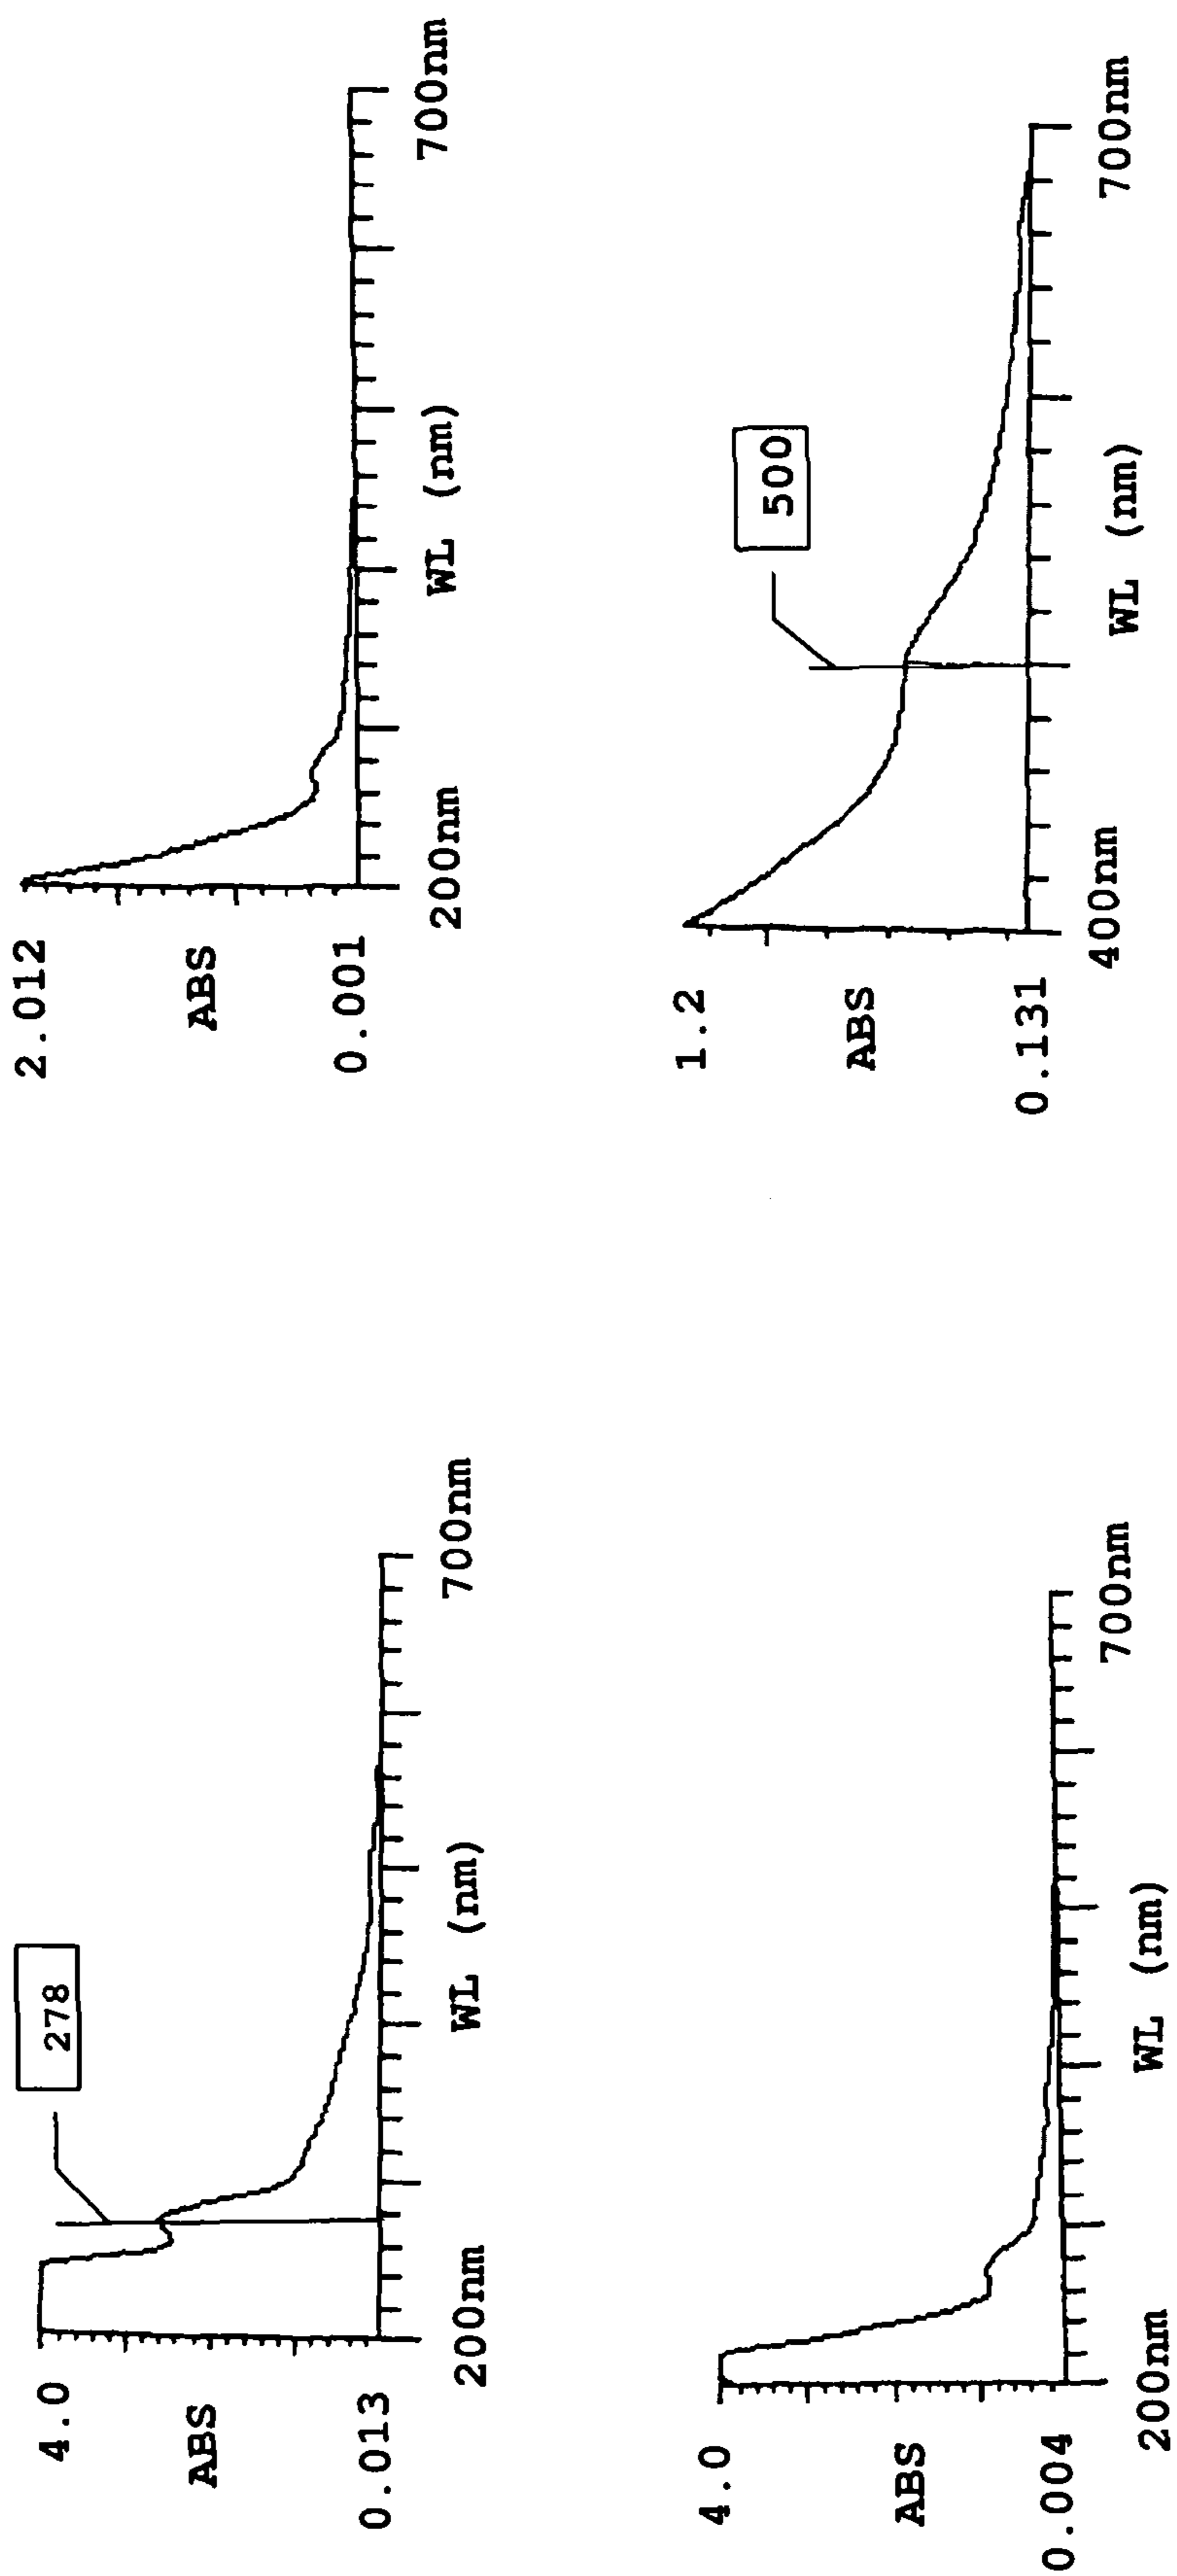 278
4.0
ABS
0.013
200nm
WL (nm)
700nm
2.012
ABS
0.001
200nm
WL (nm)
700nm
4.0
ABS
0.004
200nm
WL (nm)
700nm
500
1.2
ABS
0.131
400nm
WL (nm)
700nm